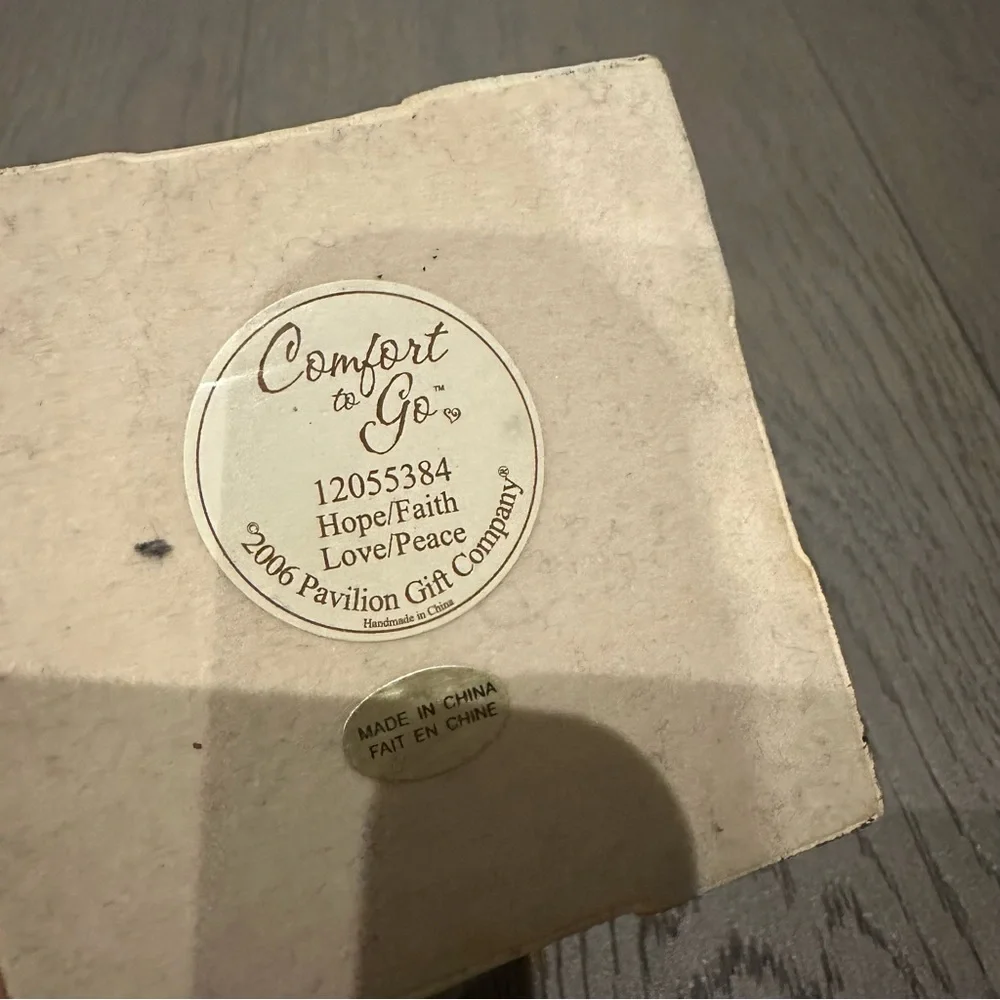 Comfort
to Go™
12055384
Hope/Faith
Love/Peace
©2006 Pavilion Gift Company®
Handmade in China
MADE IN CHINA
FAIT EN CHINE